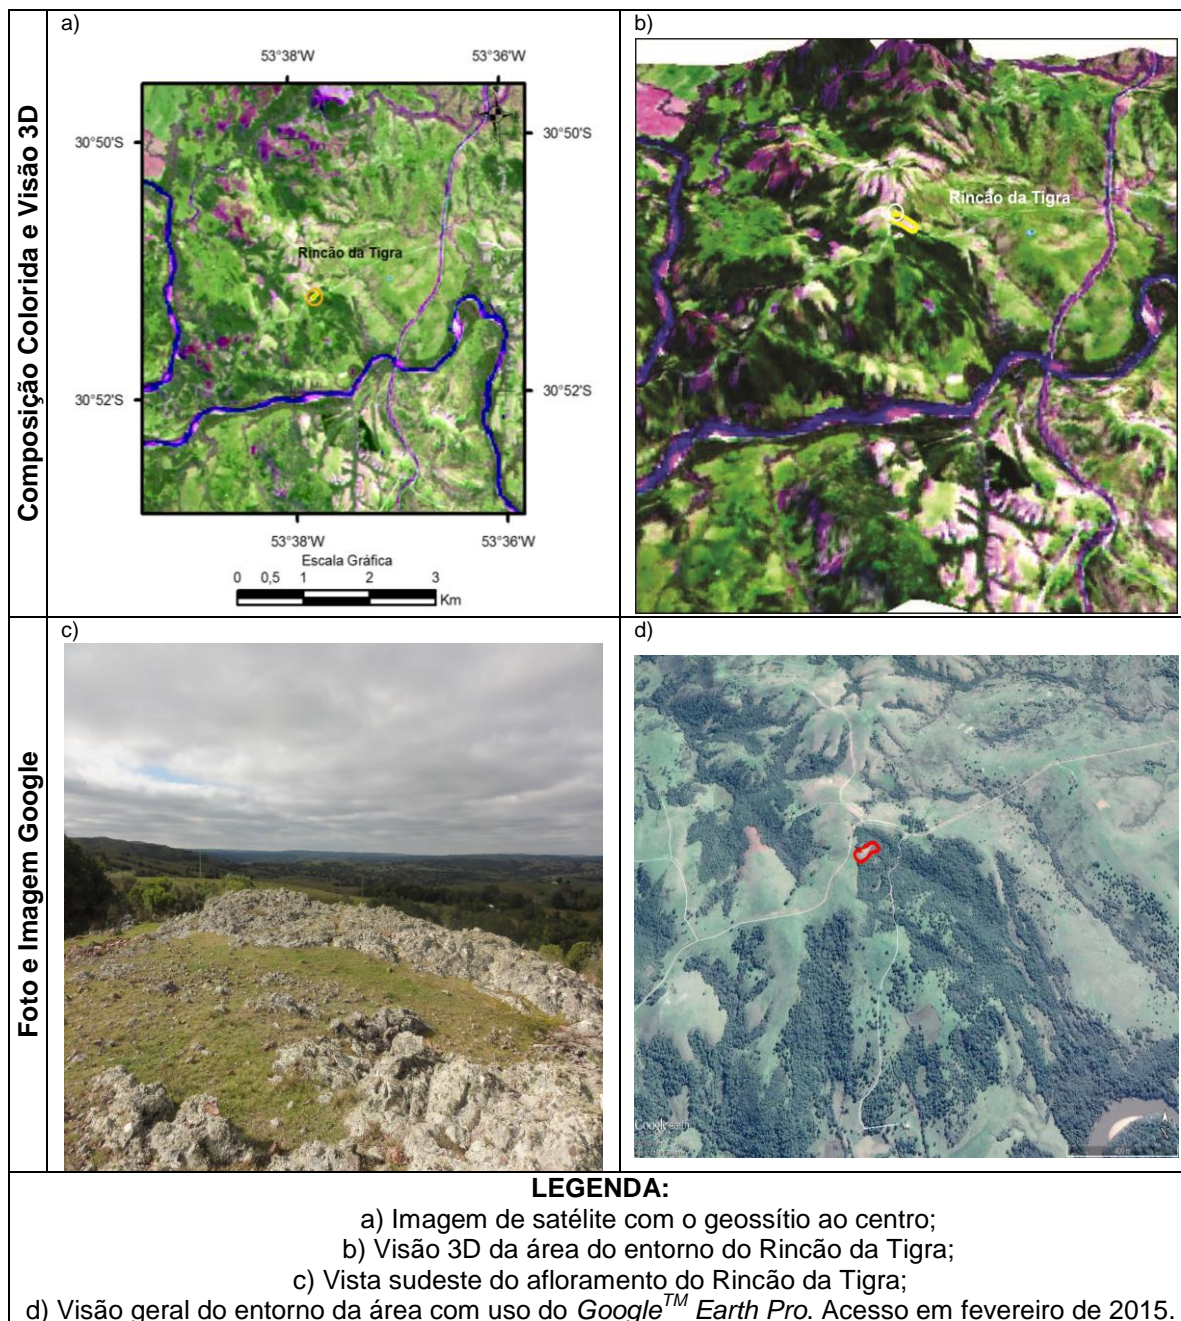 Composição Colorida e Visão 3D
a)
53°38'W 53°36'W
30°50'S 30°50'S
Rincão da Tigra
30°52'S 30°52'S
53°38'W 53°36'W
Escala Gráfica
0 0,5 1 2 3
Km
b)
Rincão da Tigra
Foto e Imagem Google
c)
d)
Google earth
400 m
LEGENDA:
a) Imagem de satélite com o geossítio ao centro;
b) Visão 3D da área do entorno do Rincão da Tigra;
c) Vista sudeste do afloramento do Rincão da Tigra;
d) Visão geral do entorno da área com uso do Google™ Earth Pro. Acesso em fevereiro de 2015.